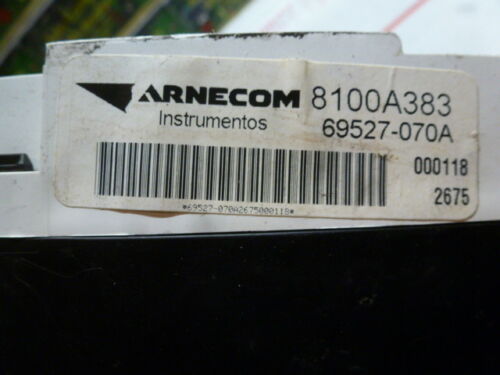 ARNECOM 8100A383
Instrumentos 69527-070A
000118
2675
*69527-070A2675000118*